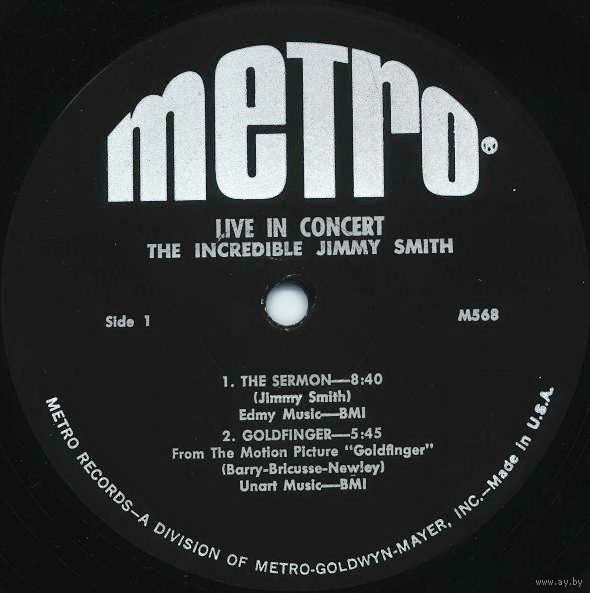 metro®
LIVE IN CONCERT
THE INCREDIBLE JIMMY SMITH
Side 1
M568
1. THE SERMON—8:40
(Jimmy Smith)
Edmy Music—BMI
2. GOLDFINGER—5:45
From The Motion Picture "Goldfinger"
(Barry-Bricusse-Newley)
Unart Music—BMI
METRO RECORDS—A DIVISION OF METRO-GOLDWYN-MAYER, INC.—Made in U.S.A.
www.ay.by